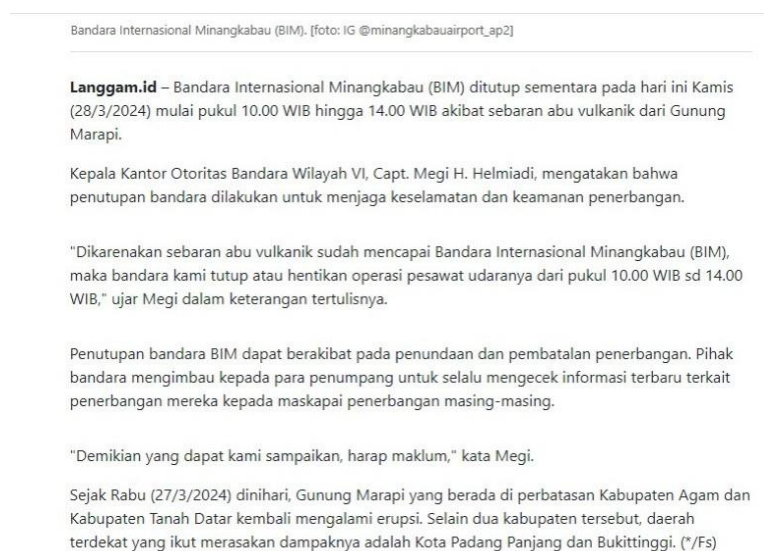 Bandara Internasional Minangkabau (BIM). [foto: IG @minangkabauairport_ap2]
Langgam.id – Bandara Internasional Minangkabau (BIM) ditutup sementara pada hari ini Kamis
(28/3/2024) mulai pukul 10.00 WIB hingga 14.00 WIB akibat sebaran abu vulkanik dari Gunung
Marapi.
Kepala Kantor Otoritas Bandara Wilayah VI, Capt. Megi H. Helmiadi, mengatakan bahwa
penutupan bandara dilakukan untuk menjaga keselamatan dan keamanan penerbangan.
"Dikarenakan sebaran abu vulkanik sudah mencapai Bandara Internasional Minangkabau (BIM),
maka bandara kami tutup atau hentikan operasi pesawat udaranya dari pukul 10.00 WIB sd 14.00
WIB," ujar Megi dalam keterangan tertulisnya.
Penutupan bandara BIM dapat berakibat pada penundaan dan pembatalan penerbangan. Pihak
bandara mengimbau kepada para penumpang untuk selalu mengecek informasi terbaru terkait
penerbangan mereka kepada maskapai penerbangan masing-masing.
"Demikian yang dapat kami sampaikan, harap maklum," kata Megi.
Sejak Rabu (27/3/2024) dinihari, Gunung Marapi yang berada di perbatasan Kabupaten Agam dan
Kabupaten Tanah Datar kembali mengalami erupsi. Selain dua kabupaten tersebut, daerah
terdekat yang ikut merasakan dampaknya adalah Kota Padang Panjang dan Bukittinggi. (*/Fs)